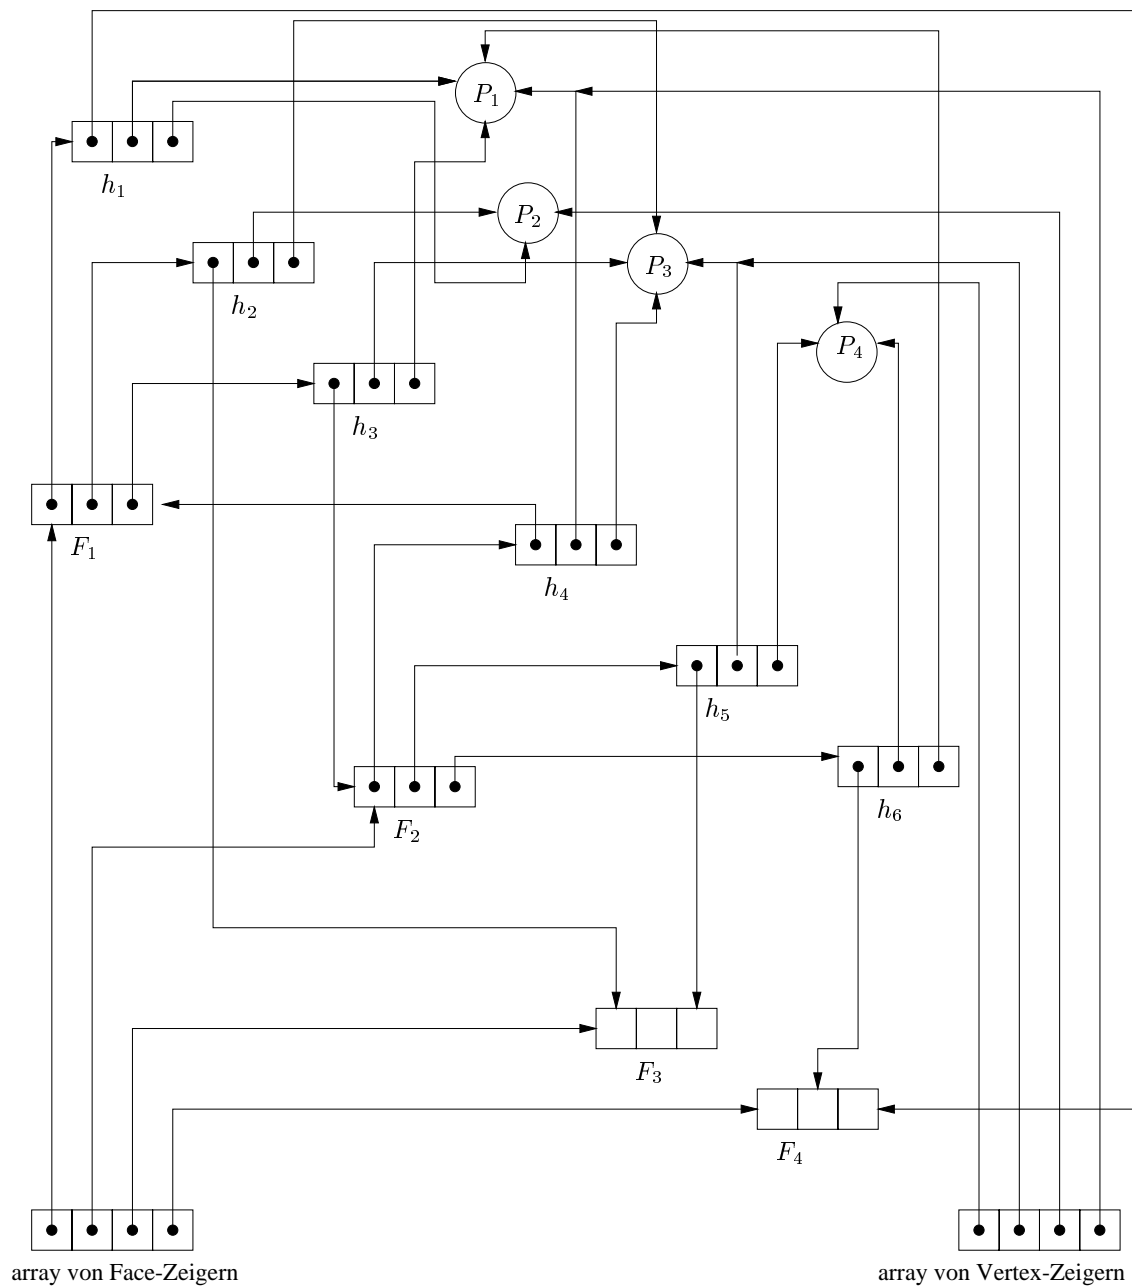 P1
h1
P2
P3
h2
P4
h3
F1
h4
h5
h6
F2
F3
F4
array von Face-Zeigern
array von Vertex-Zeigern